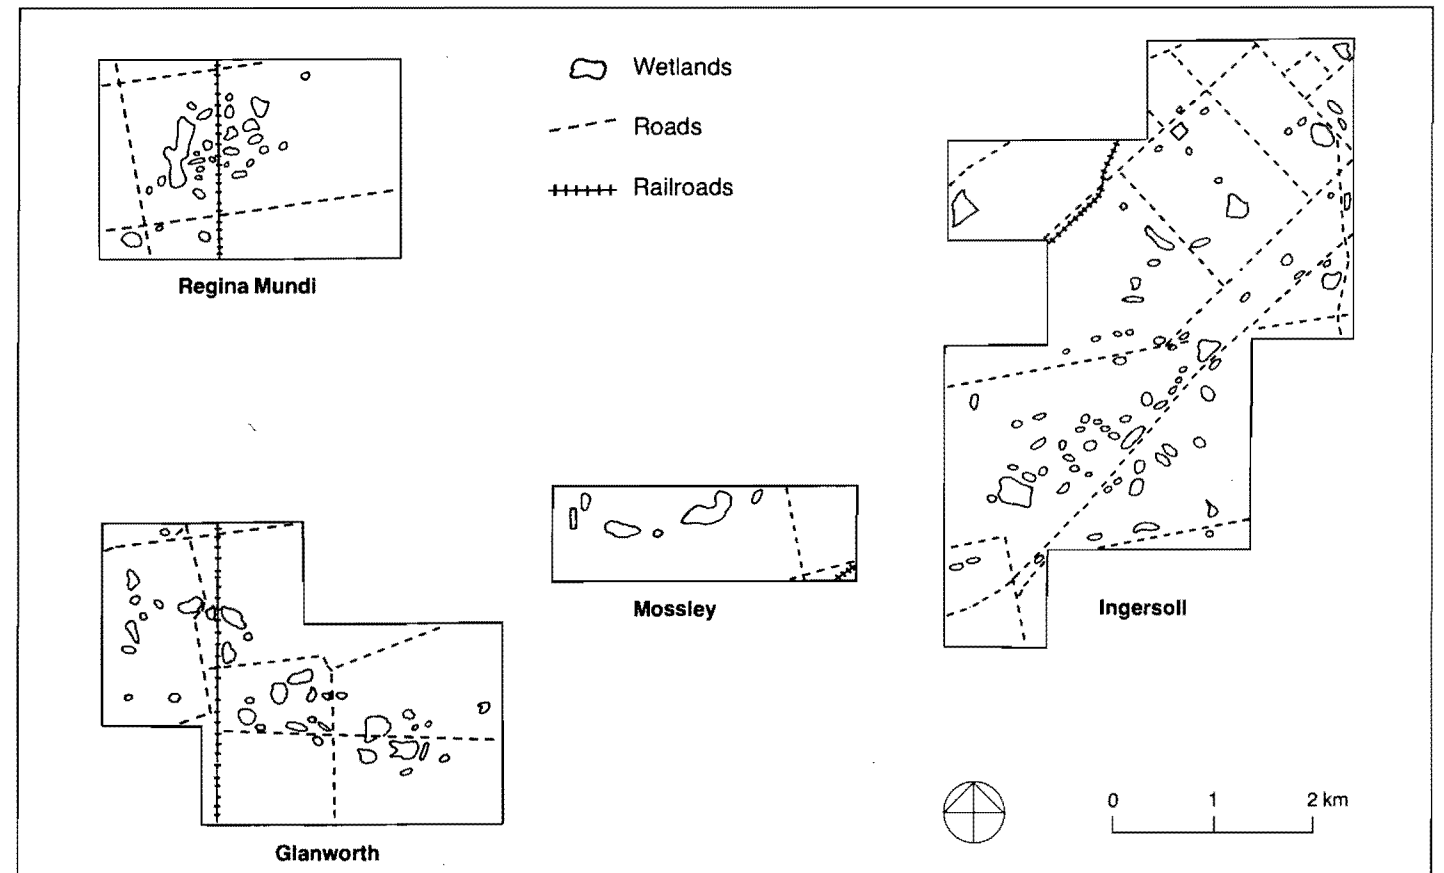 Wetlands
Roads
Railroads
Regina Mundi
Mossley
Ingersoll
0 1 2 km
Glanworth